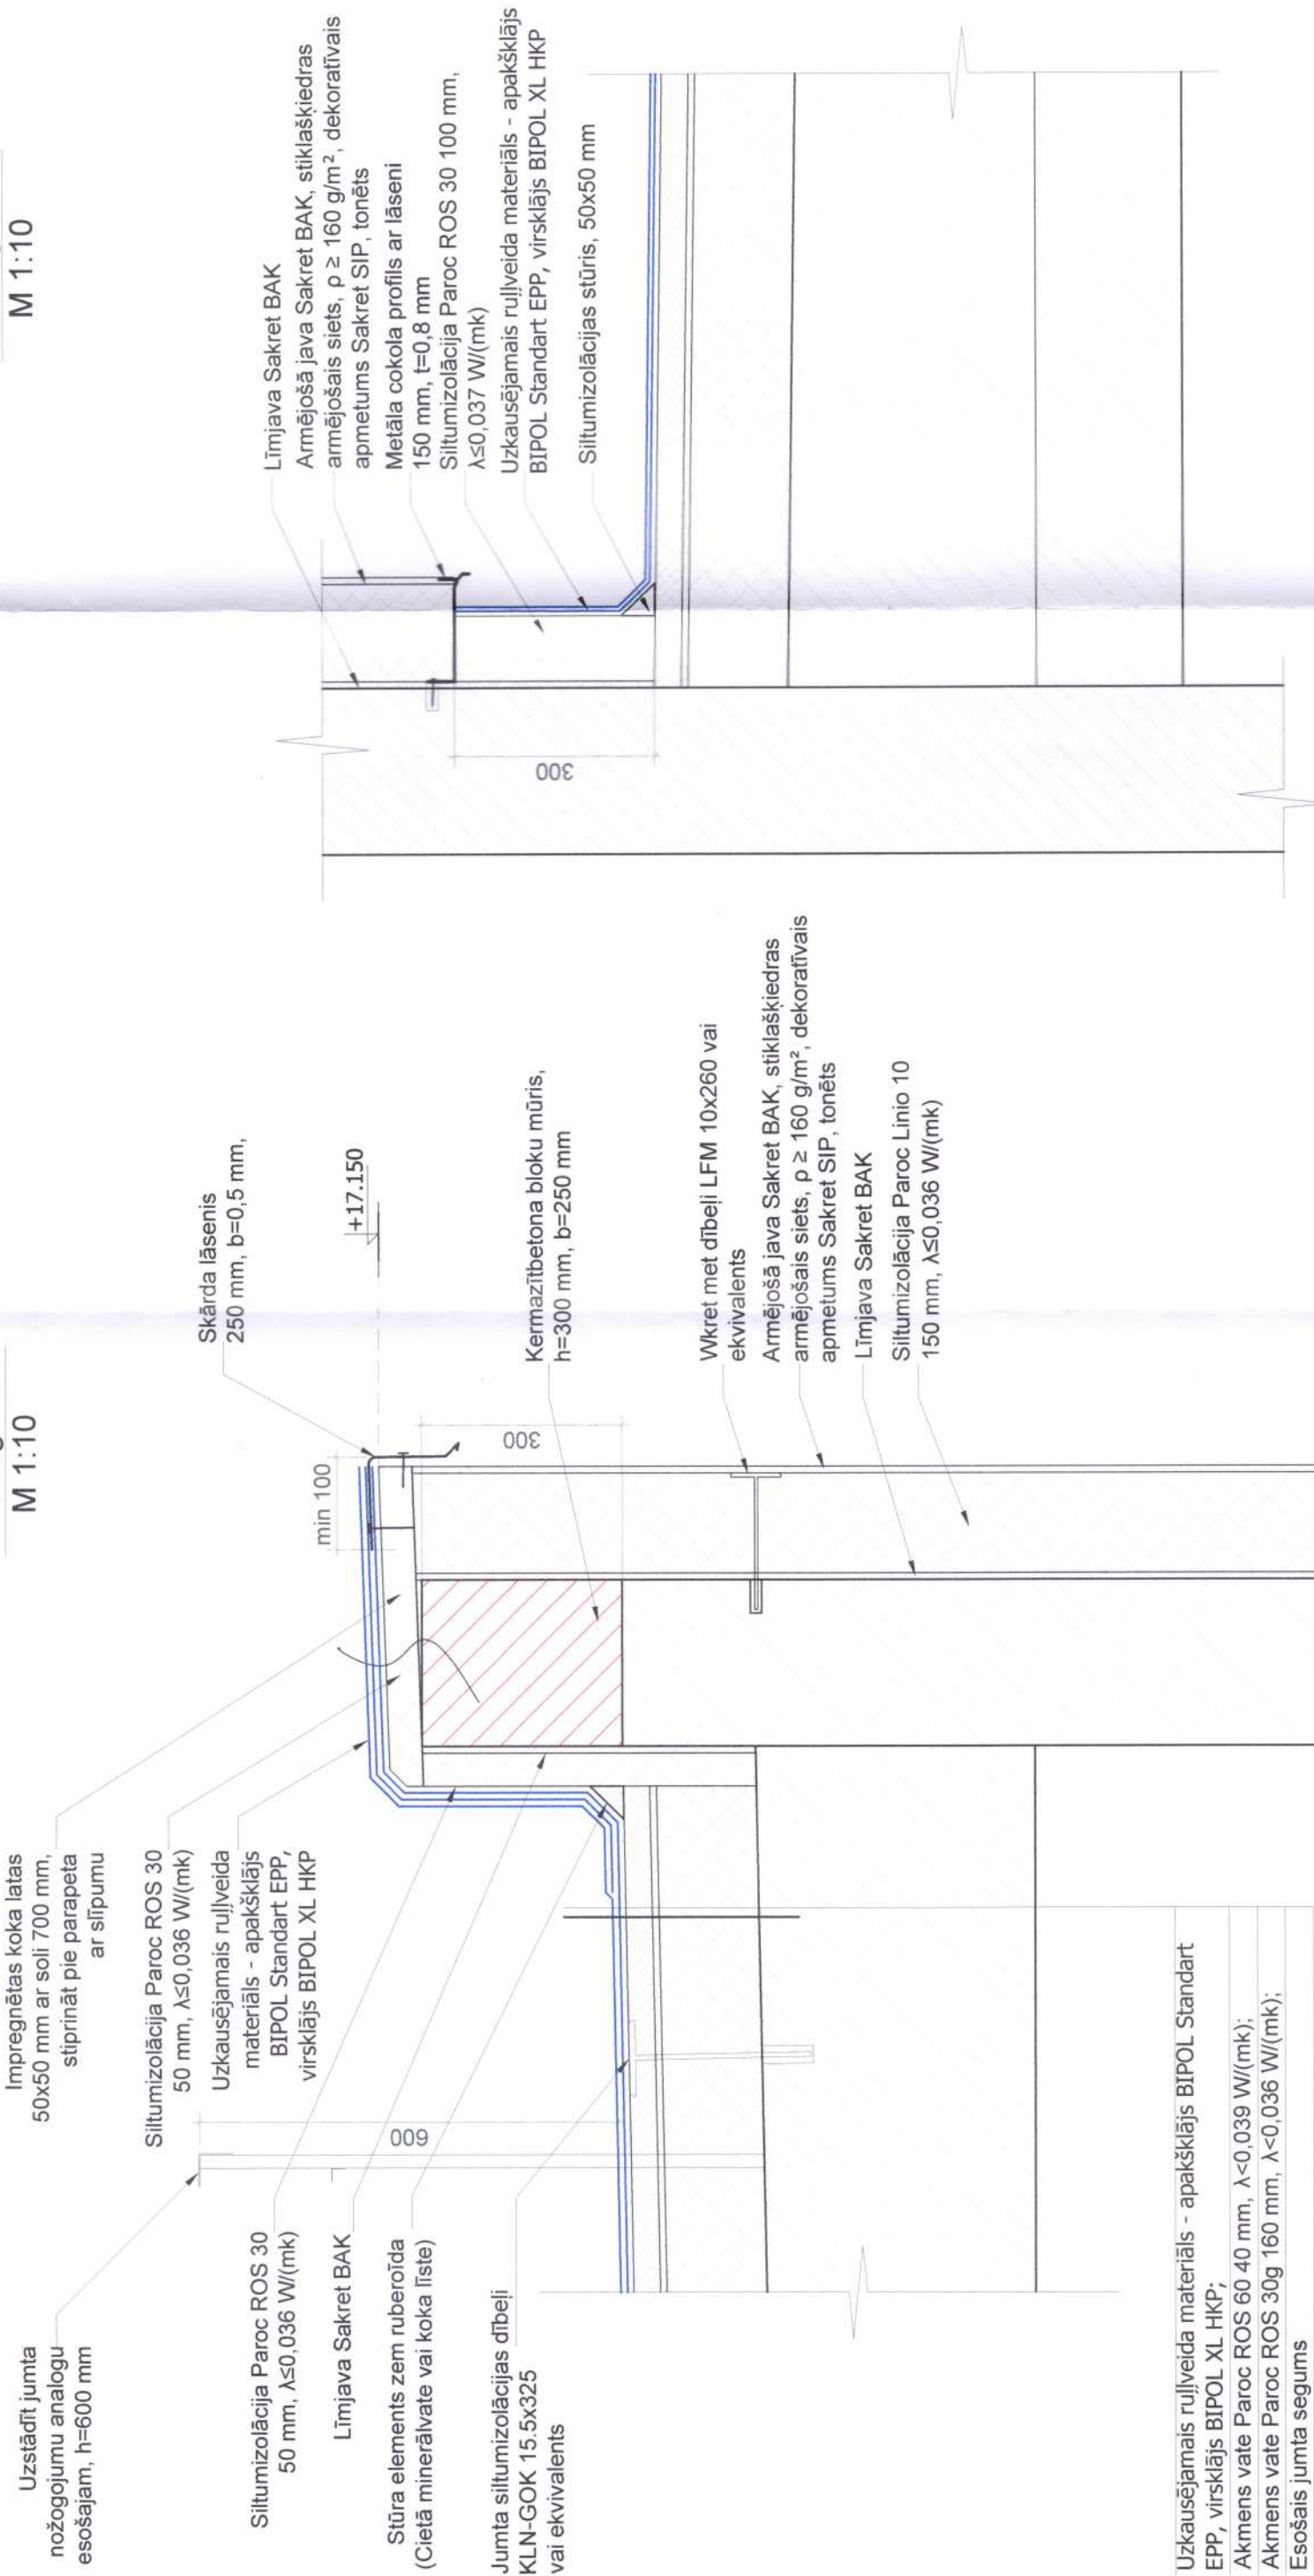 M 1:10
Uzstādīt jumta
nožogojumu analogu
esošajam, h=600 mm
Impregnētas koka latas
50x50 mm ar soli 700 mm,
stiprināt pie parapeta
ar slīpumu
Siltumizolācija Paroc ROS 30
50 mm, λ≤0,036 W/(mk)
Uzkausējamais ruļļveida
materiāls - apakšklājs
BIPOL Standart EPP,
virsklājs BIPOL XL HKP
Siltumizolācija Paroc ROS 30
50 mm, λ≤0,036 W/(mk)
Līmjava Sakret BAK
Stūra elements zem ruberoīda
(Cietā minerālvate vai koka līste)
Jumta siltumizolācijas dībeļi
KLN-GOK 15.5x325
vai ekvivalents
600
min 100
300
Skārda lāsenis
250 mm, b=0,5 mm,
+17.150
Kermazītbetona bloku mūris,
h=300 mm, b=250 mm
Wkret met dībeļi LFM 10x260 vai
ekvivalents
Armējošā java Sakret BAK, stiklašķiedras
armējošais siets, ρ ≥ 160 g/m², dekoratīvais
apmetums Sakret SIP, tonēts
Līmjava Sakret BAK
Siltumizolācija Paroc Linio 10
150 mm, λ≤0,036 W/(mk)
Uzkausējamais ruļļveida materiāls - apakšklājs BIPOL Standart
EPP, virsklājs BIPOL XL HKP;
Akmens vate Paroc ROS 60 40 mm, λ<0,039 W/(mk);
Akmens vate Paroc ROS 30g 160 mm, λ<0,036 W/(mk);
Esošais jumta segums
M 1:10
Līmjava Sakret BAK
Armējošā java Sakret BAK, stiklašķiedras
armējošais siets, ρ ≥ 160 g/m², dekoratīvais
apmetums Sakret SIP, tonēts
Metāla cokola profils ar lāseni
150 mm, t=0,8 mm
Siltumizolācija Paroc ROS 30 100 mm,
λ≤0,037 W/(mk)
Uzkausējamais ruļļveida materiāls - apakšklājs
BIPOL Standart EPP, virsklājs BIPOL XL HKP
Siltumizolācijas stūris, 50x50 mm
300